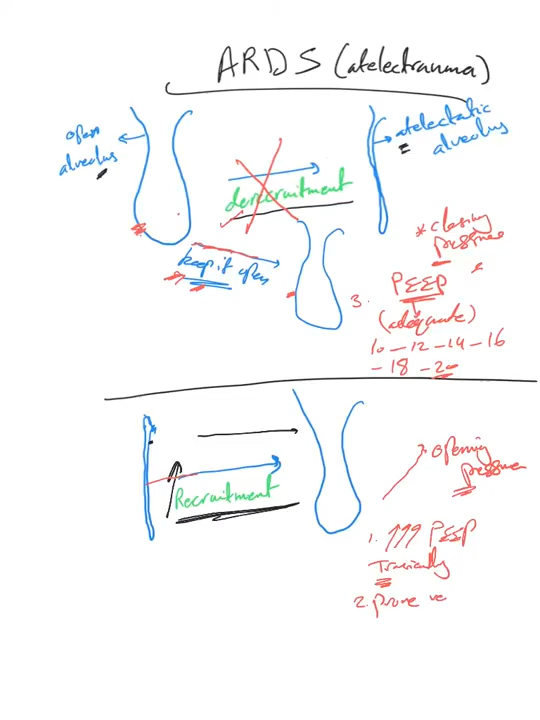 ARDS (atelectrauma)
open
alveolus
atelectatic
alveolus
derecruitment
keep it open
* closing
pressure
3. PEEP
(adequate)
10 – 12 – 14 – 16
– 18 – 20
Recruitment
opening
pressure
1. ↑↑↑ PEEP
2. prone ve